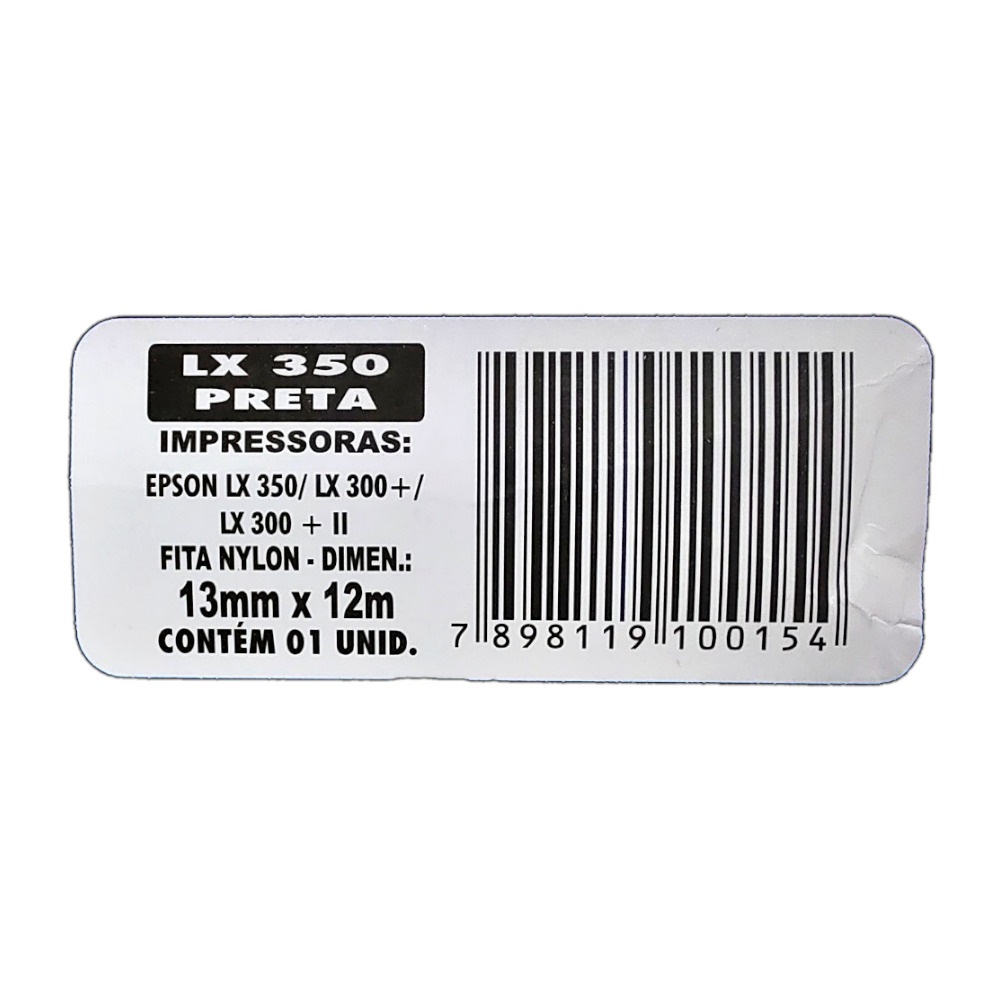 LX 350
PRETA
IMPRESSORAS:
EPSON LX 350/ LX 300+/
LX 300 + II
FITA NYLON - DIMEN.:
13mm x 12m
CONTÉM 01 UNID.
7 898119 100154